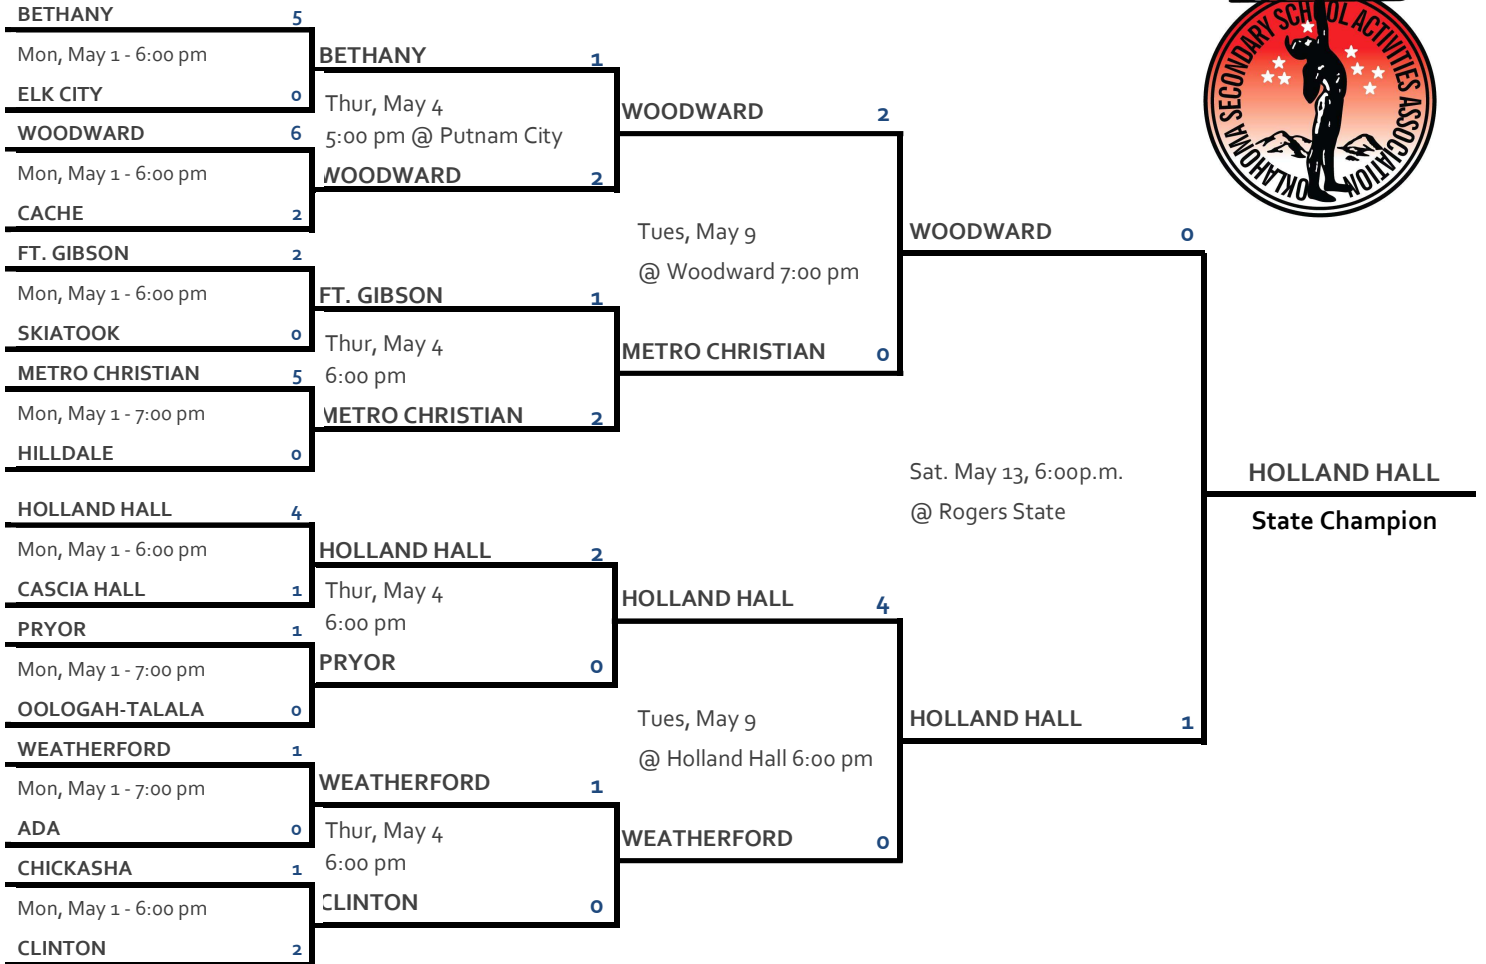 BETHANY 5
Mon, May 1 - 6:00 pm
ELK CITY 0
WOODWARD 6
Mon, May 1 - 6:00 pm
CACHE 2
FT. GIBSON 2
Mon, May 1 - 6:00 pm
SKIATOOK 0
METRO CHRISTIAN 5
Mon, May 1 - 7:00 pm
HILLDALE 0
HOLLAND HALL 4
Mon, May 1 - 6:00 pm
CASCIA HALL 1
PRYOR 1
Mon, May 1 - 7:00 pm
OOLOGAH-TALALA 0
WEATHERFORD 1
Mon, May 1 - 7:00 pm
ADA 0
CHICKASHA 1
Mon, May 1 - 6:00 pm
CLINTON 2
BETHANY 1
Thur, May 4
5:00 pm @ Putnam City
WOODWARD 2
FT. GIBSON 1
Thur, May 4
6:00 pm
METRO CHRISTIAN 2
HOLLAND HALL 2
Thur, May 4
6:00 pm
PRYOR 0
WEATHERFORD 1
Thur, May 4
6:00 pm
CLINTON 0
WOODWARD 2
Tues, May 9
@ Woodward 7:00 pm
METRO CHRISTIAN 0
HOLLAND HALL 4
Tues, May 9
@ Holland Hall 6:00 pm
WEATHERFORD 0
WOODWARD 0
Sat. May 13, 6:00p.m.
@ Rogers State
HOLLAND HALL 1
HOLLAND HALL
State Champion
OKLAHOMA SECONDARY SCHOOL ACTIVITIES ASSOCIATION